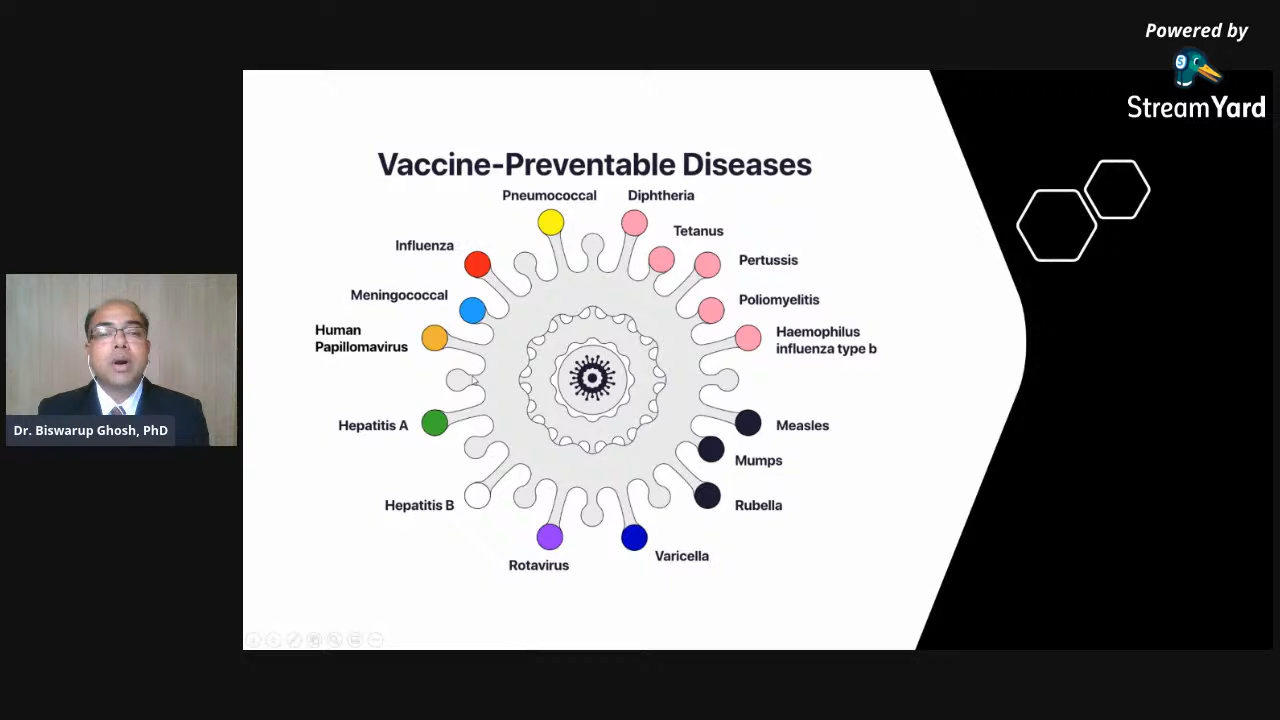 Powered by
StreamYard
Vaccine-Preventable Diseases
Pneumococcal
Diphtheria
Tetanus
Influenza
Pertussis
Meningococcal
Poliomyelitis
Human
Papillomavirus
Haemophilus
influenza type b
Hepatitis A
Measles
Mumps
Hepatitis B
Rubella
Rotavirus
Varicella
Dr. Biswarup Ghosh, PhD